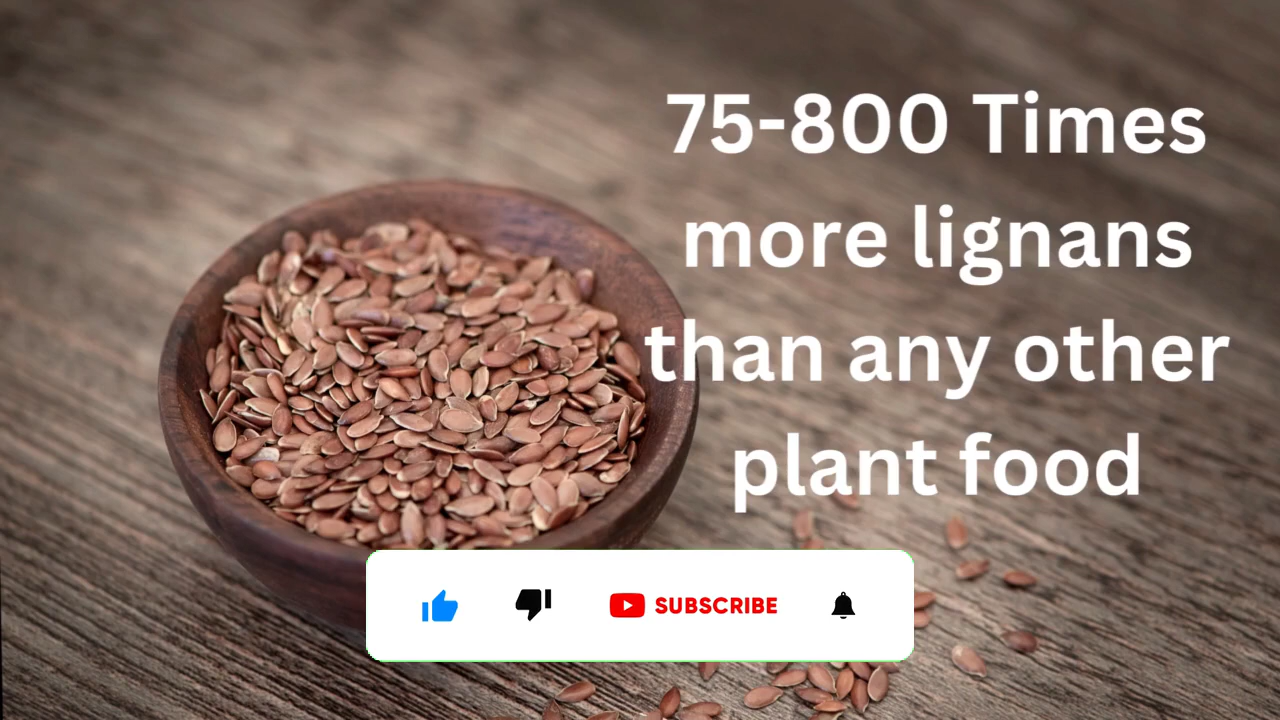 75-800 Times
more lignans
than any other
plant food
SUBSCRIBE